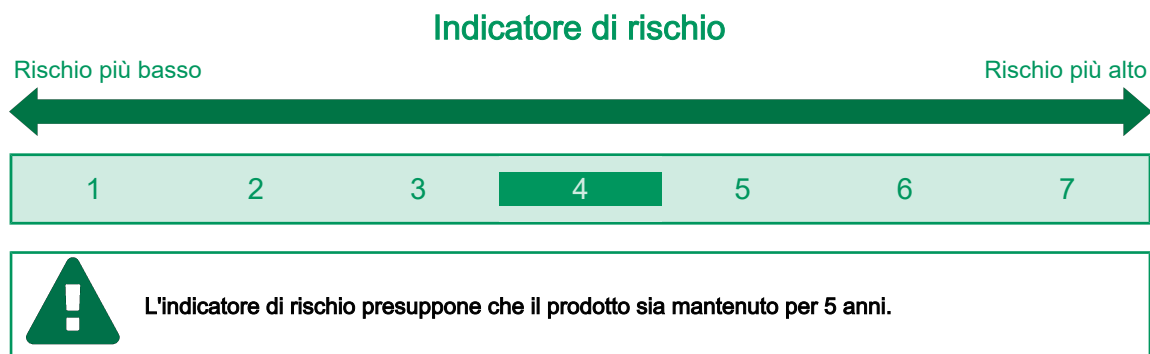 Indicatore di rischio
Rischio più basso Rischio più alto
1 2 3 4 5 6 7
L'indicatore di rischio presuppone che il prodotto sia mantenuto per 5 anni.